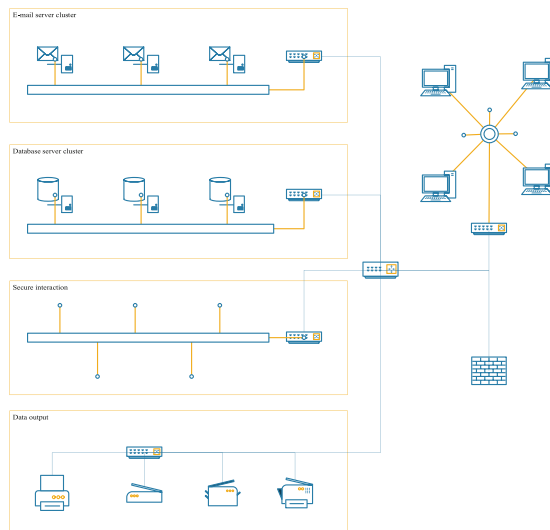 E-mail server cluster
Database server cluster
Secure interaction
Data output